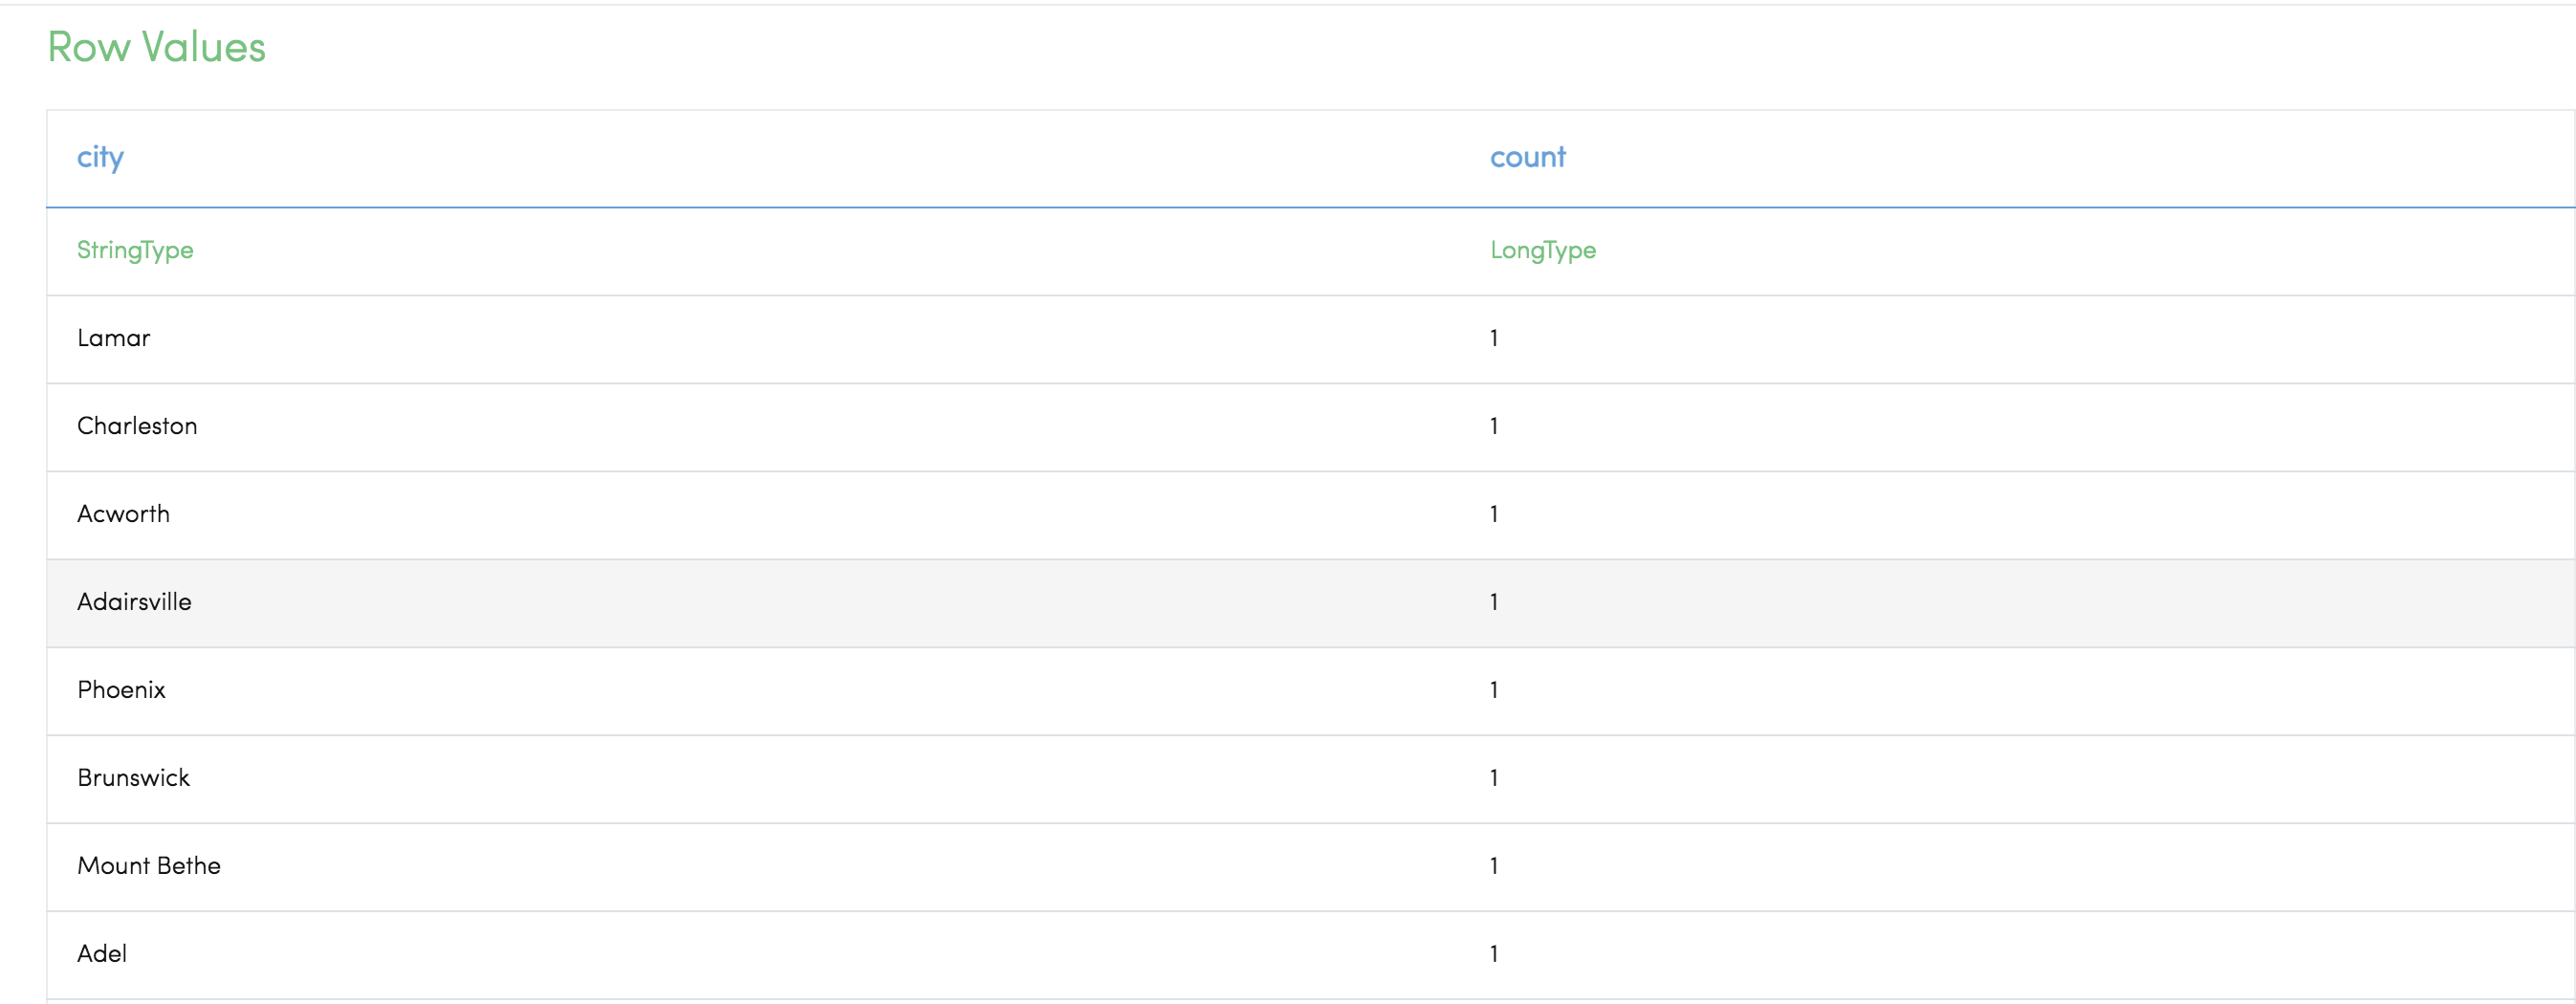 Row Values
city count
StringType LongType
Lamar 1
Charleston 1
Acworth 1
Adairsville 1
Phoenix 1
Brunswick 1
Mount Bethe 1
Adel 1